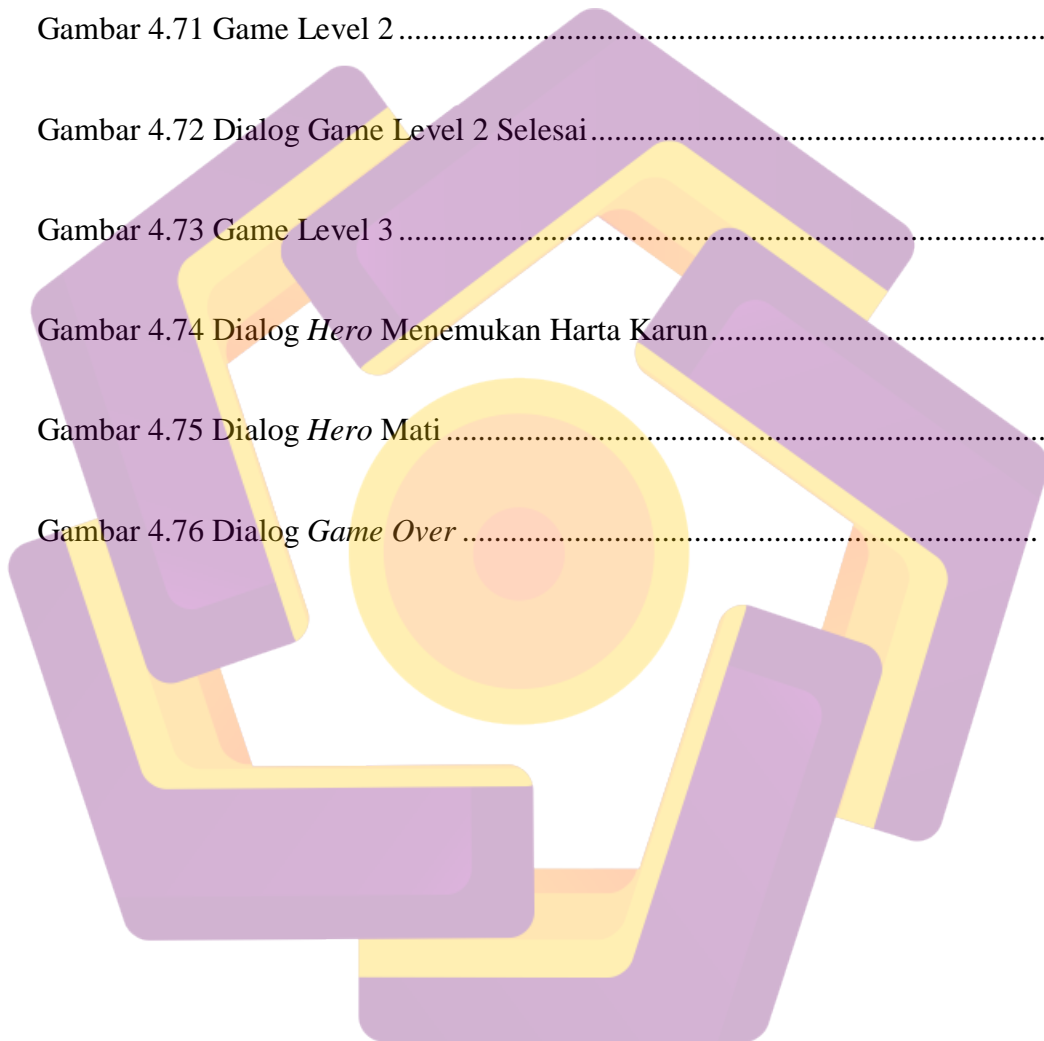 Gambar 4.71 Game Level 2 ................................................................................
Gambar 4.72 Dialog Game Level 2 Selesai ........................................................
Gambar 4.73 Game Level 3 ................................................................................
Gambar 4.74 Dialog Hero Menemukan Harta Karun .........................................
Gambar 4.75 Dialog Hero Mati ..........................................................................
Gambar 4.76 Dialog Game Over .......................................................................